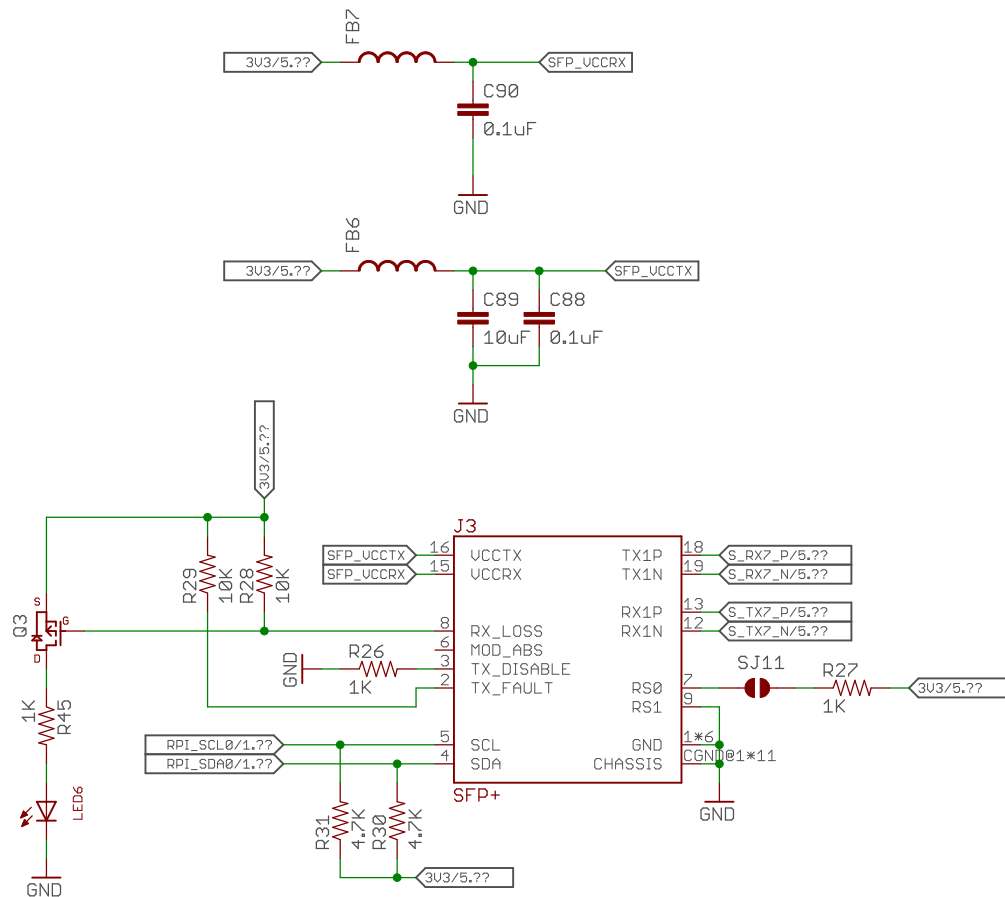 FB7
3V3/5.??
SFP_VCCRX
C90
0.1uF
GND
FB6
3V3/5.??
SFP_VCCTX
C89
C88
10uF
0.1uF
GND
3V3/5.??
J3
SFP_VCCTX
16
VCCTX
TX1P
18
S_RX7_P/5.??
SFP_VCCRX
15
VCCRX
TX1N
19
S_RX7_N/5.??
R29
10K
R28
10K
RX1P
13
S_TX7_P/5.??
S
Q3
G
D
8
RX_LOSS
RX1N
12
S_TX7_N/5.??
6
MOD_ABS
GND
R26
1K
3
TX_DISABLE
SJ11
R27
2
TX_FAULT
RS0
7
1K
3V3/5.??
RS1
9
1K
R45
RPI_SCL0/1.??
5
SCL
GND
1*6
RPI_SDA0/1.??
4
SDA
CHASSIS
CGND@1*11
SFP+
LED6
R31
4.7K
R30
4.7K
GND
3V3/5.??
GND